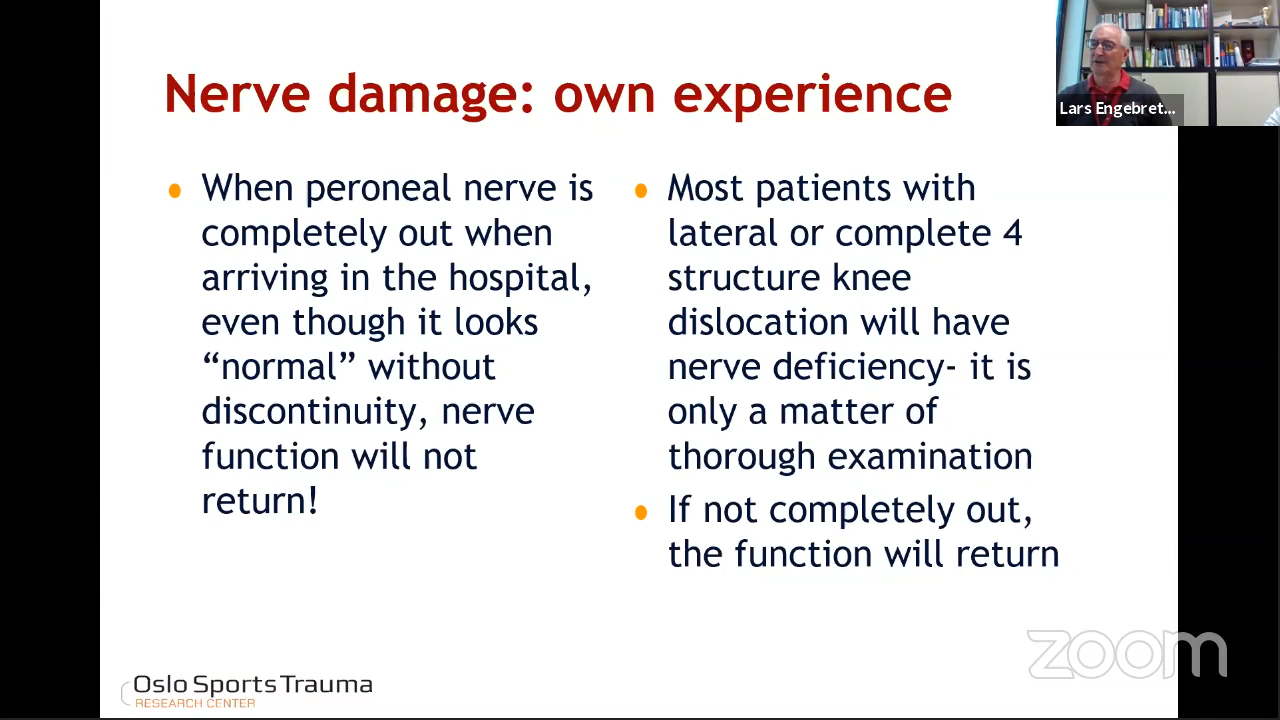 Nerve damage: own experience
When peroneal nerve is
completely out when
arriving in the hospital,
even though it looks
“normal” without
discontinuity, nerve
function will not
return!
Most patients with
lateral or complete 4
structure knee
dislocation will have
nerve deficiency- it is
only a matter of
thorough examination
If not completely out,
the function will return
Lars Engebret...
Oslo Sports Trauma
RESEARCH CENTER
zoom